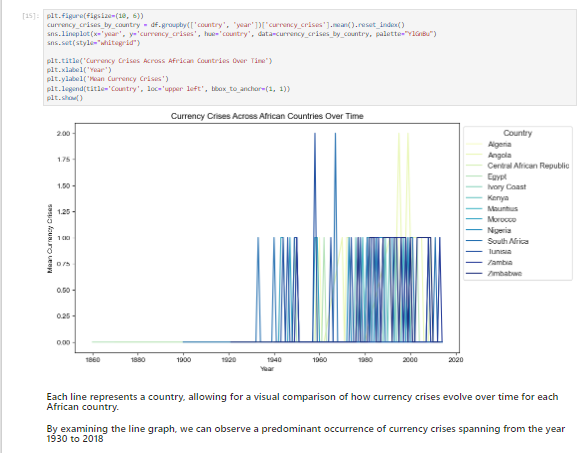 [15]: plt.figure(figsize=(10, 6))
currency_crises_by_country = df.groupby(['country', 'year'])['currency_crises'].mean().reset_index()
sns.lineplot(x='year', y='currency_crises', hue='country', data=currency_crises_by_country, palette="YlGnBu")
sns.set(style="whitegrid")
plt.title('Currency Crises Across African Countries Over Time')
plt.xlabel('Year')
plt.ylabel('Mean Currency Crises')
plt.legend(title='Country', loc='upper left', bbox_to_anchor=(1, 1))
plt.show()
Currency Crises Across African Countries Over Time
Mean Currency Crises
2.00
1.75
1.50
1.25
1.00
0.75
0.50
0.25
0.00
1860 1880 1900 1920 1940 1960 1980 2000 2020
Year
Country
Algeria
Angola
Central African Republic
Egypt
Ivory Coast
Kenya
Mauritius
Morocco
Nigeria
South Africa
Tunisia
Zambia
Zimbabwe
Each line represents a country, allowing for a visual comparison of how currency crises evolve over time for each
African country.
By examining the line graph, we can observe a predominant occurrence of currency crises spanning from the year
1930 to 2018